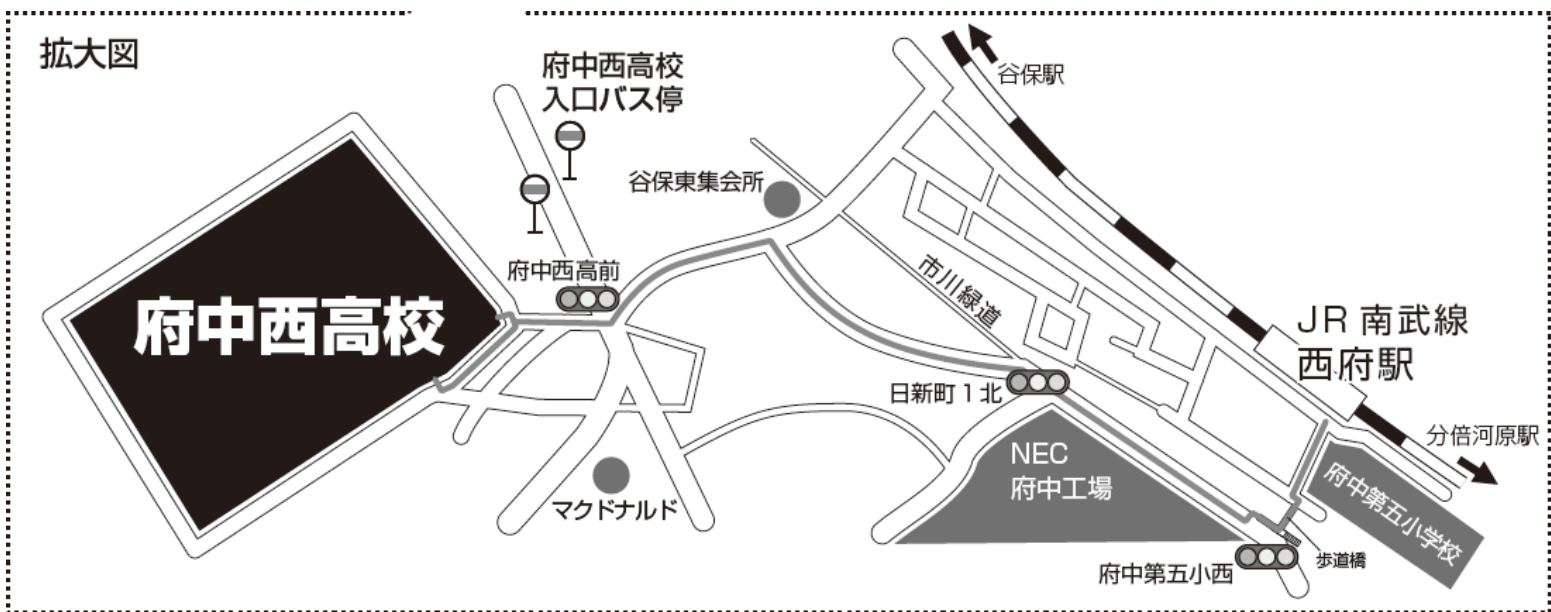 拡大図
府中西高校
入口バス停
谷保駅
谷保東集会所
府中西高前
市川緑道
府中西高校
JR 南武線
西府駅
日新町1北
分倍河原駅
NEC
府中工場
府中第五小学校
マクドナルド
歩道橋
府中第五小西